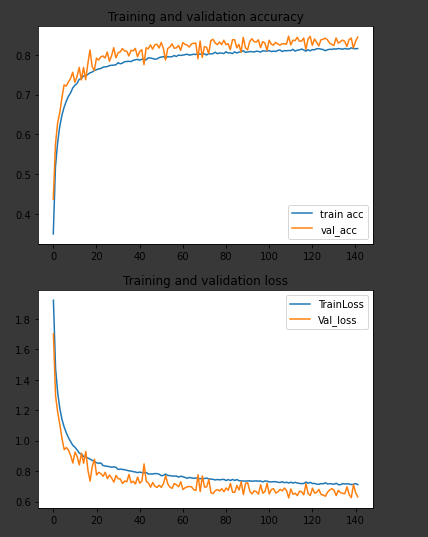 Training and validation accuracy
0.8
0.7
0.6
0.5
0.4
train acc
val_acc
0 20 40 60 80 100 120 140
Training and validation loss
TrainLoss
Val_loss
1.8
1.6
1.4
1.2
1.0
0.8
0.6
0 20 40 60 80 100 120 140